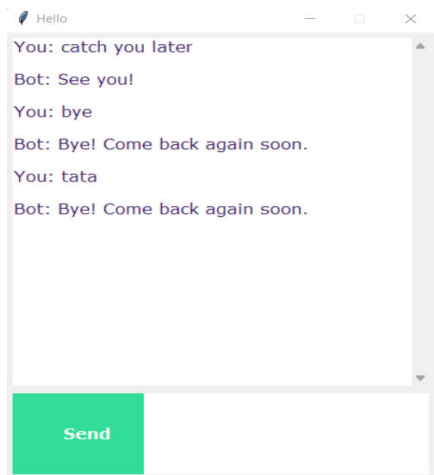 Hello
You: catch you later
Bot: See you!
You: bye
Bot: Bye! Come back again soon.
You: tata
Bot: Bye! Come back again soon.
Send